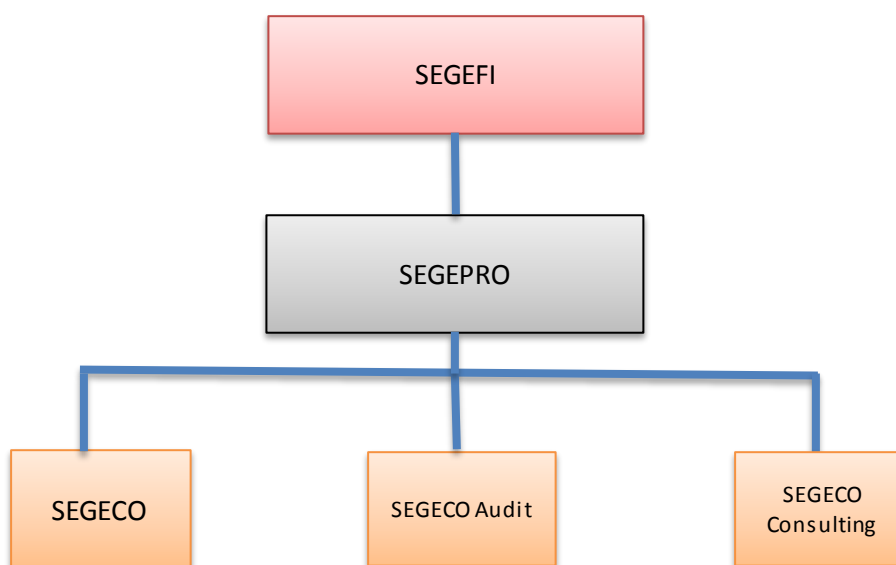 SEGEFI
SEGEPRO
SEGECO
SEGECO Audit
SEGECO
Consulting